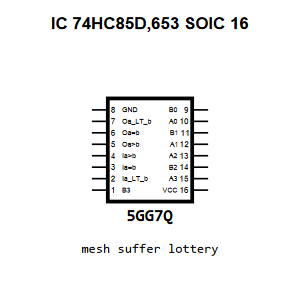 IC 74HC85D,653 SOIC 16
8 GND B0 9
7 Oa_LT_b A0 10
6 Oa=b B1 11
5 Oa>b A1 12
4 Ia>b A2 13
3 Ia=b B2 14
2 Ia_LT_b A3 15
1 B3 VCC 16
5GG7Q
mesh suffer lottery